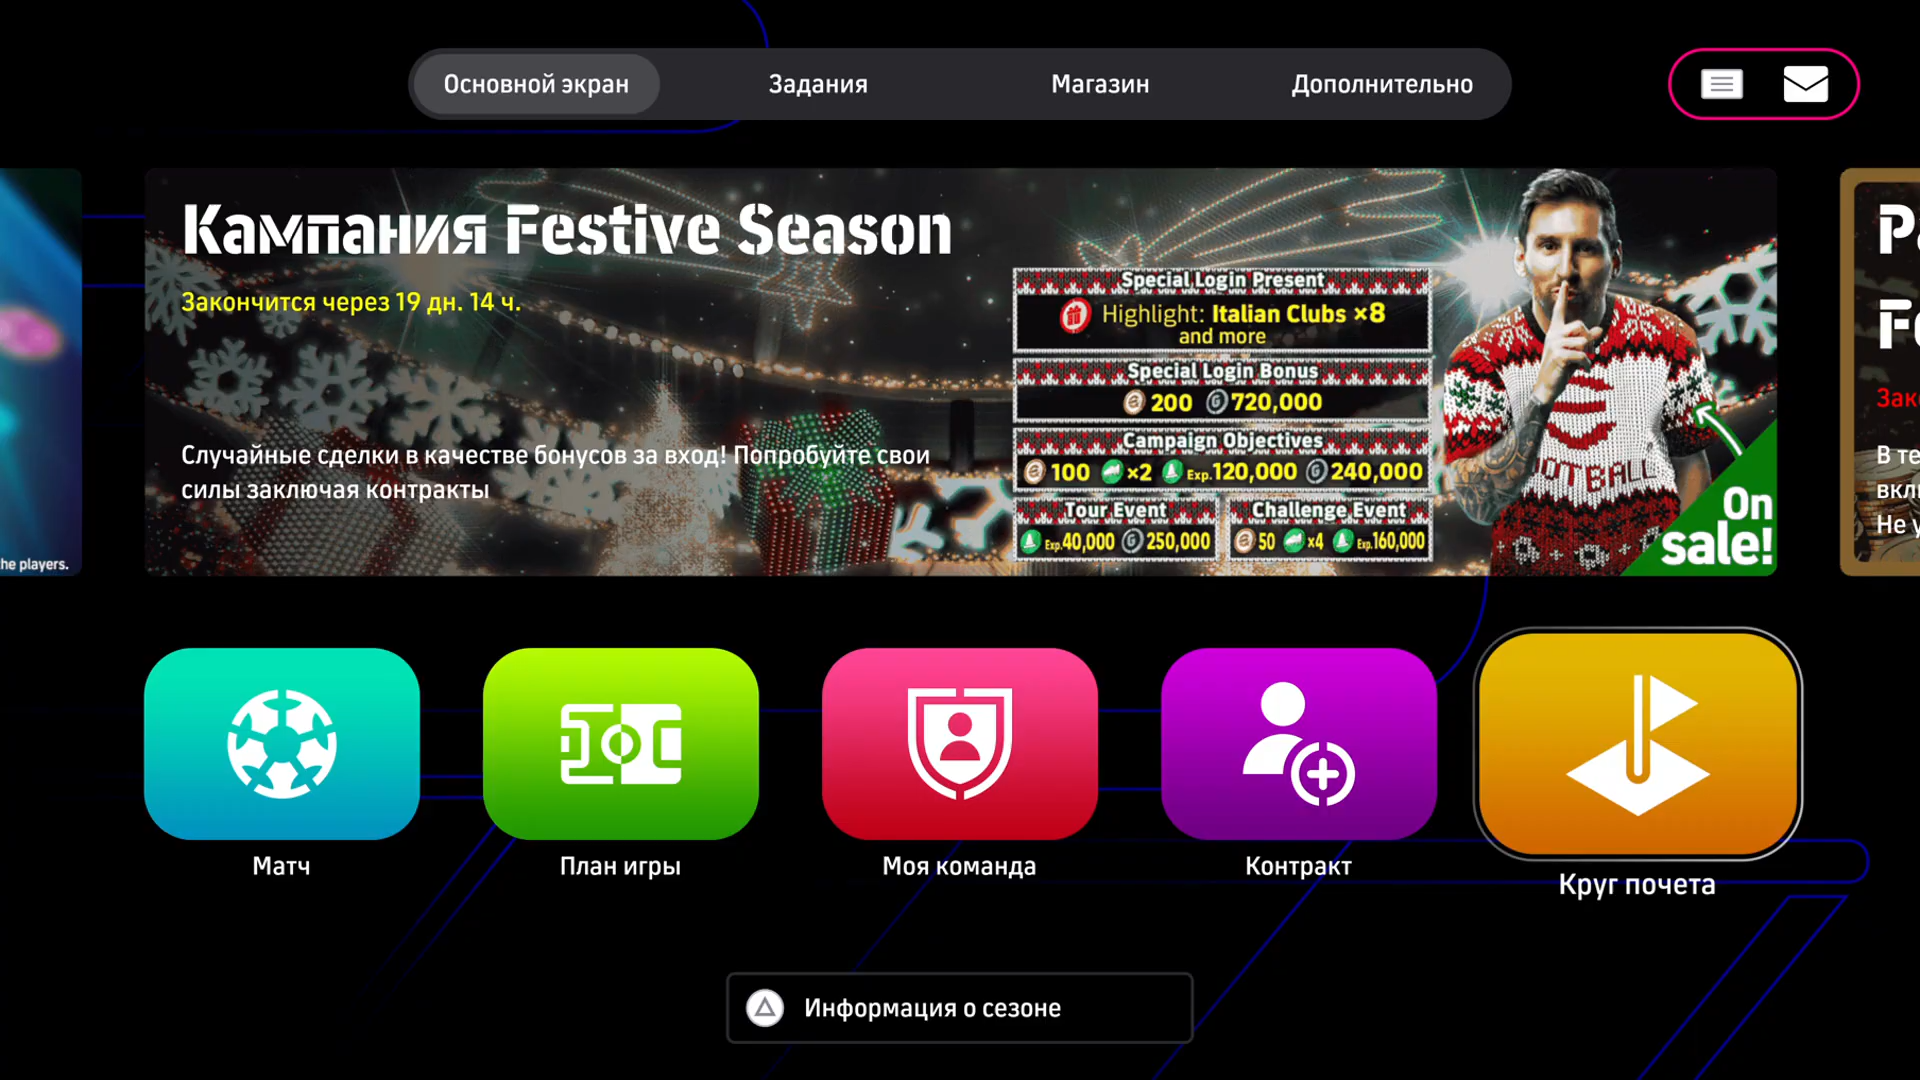 Основной экран
Задания
Магазин
Дополнительно
Кампания Festive Season
Закончится через 19 дн. 14 ч.
Случайные сделки в качестве бонусов за вход! Попробуйте свои
силы заключая контракты
Special Login Present
Highlight: Italian Clubs ×8
and more
Special Login Bonus
200 720,000
Campaign Objectives
100 ×2 Exp.120,000 240,000
Tour Event
Exp.40,000 250,000
Challenge Event
50 ×4 Exp.160,000
On
sale!
he players.
Не
Матч
План игры
Моя команда
Контракт
Круг почета
Информация о сезоне